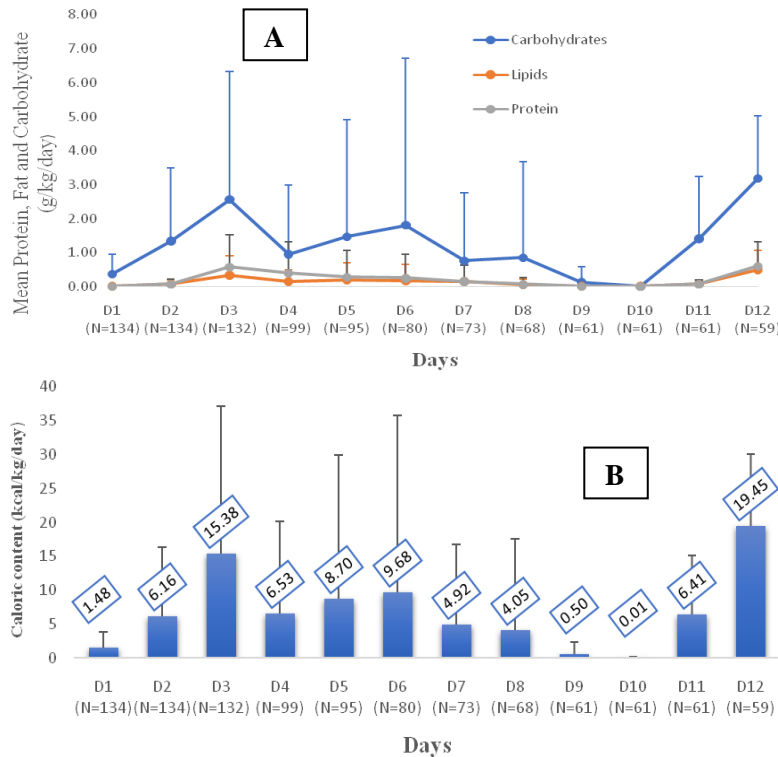 8.00
7.00
6.00
5.00
4.00
3.00
2.00
1.00
0.00
Mean Protein, Fat and Carbohydrate
(g/kg/day)
A
Carbohydrates
Lipids
Protein
D1 D2 D3 D4 D5 D6 D7 D8 D9 D10 D11 D12
(N=134) (N=134) (N=132) (N=99) (N=95) (N=80) (N=73) (N=68) (N=61) (N=61) (N=61) (N=59)
Days
40
35
30
25
20
15
10
5
0
Caloric content (kcal/kg/day)
B
1.48
6.16
15.38
6.53
8.70
9.68
4.92
4.05
0.50
0.01
6.41
19.45
D1 D2 D3 D4 D5 D6 D7 D8 D9 D10 D11 D12
(N=134) (N=134) (N=132) (N=99) (N=95) (N=80) (N=73) (N=68) (N=61) (N=61) (N=61) (N=59)
Days